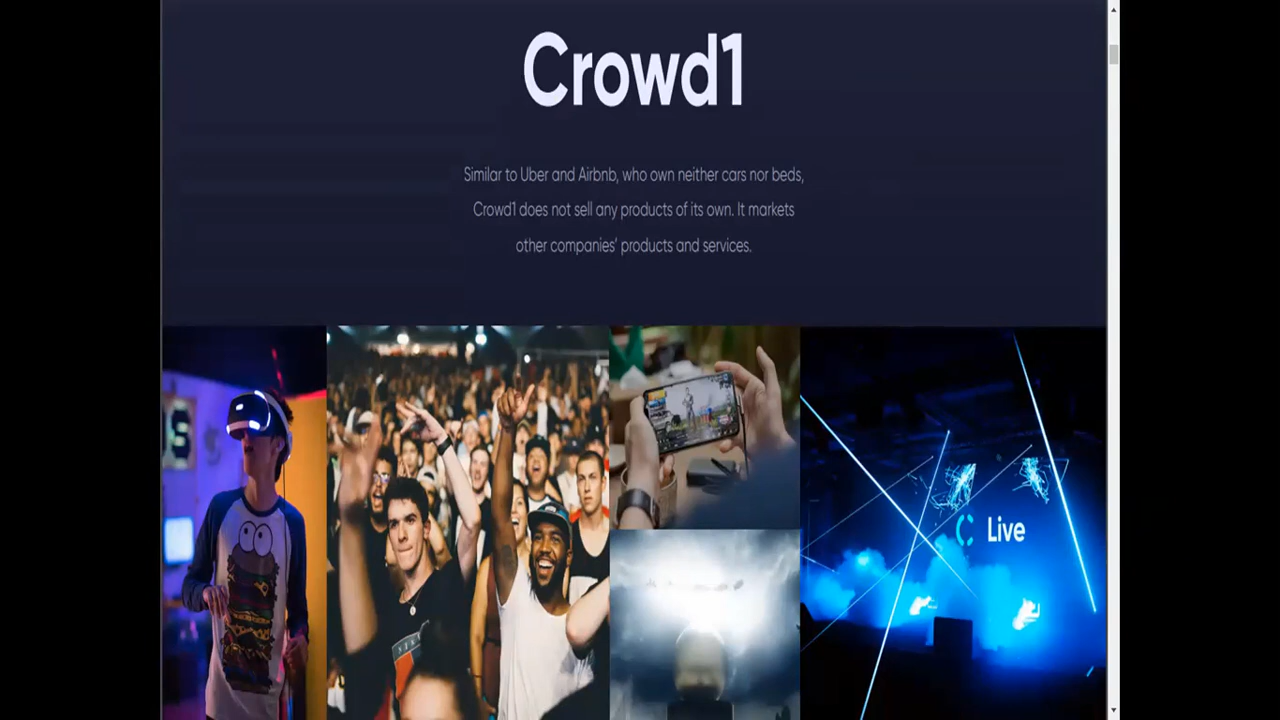 Crowd1
Similar to Uber and Airbnb, who own neither cars nor beds,
Crowd1 does not sell any products of its own. It markets
other companies' products and services.
Live